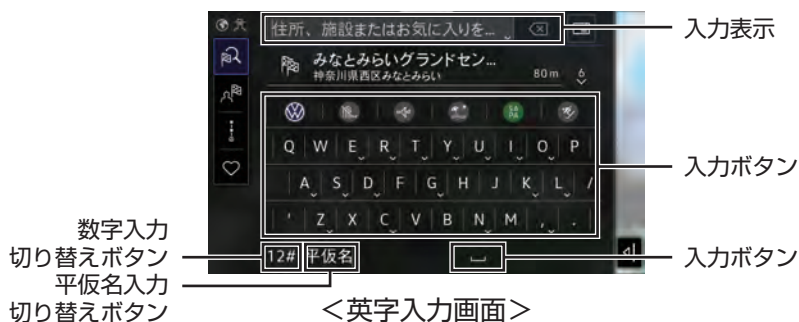 住所、施設またはお気に入りを...
入力表示
みなとみらいグランドセン...
神奈川県西区みなとみらい
80m 6
Q W E R T Y U I O P
入力ボタン
A S D F G H J K L /
' Z X C V B N M , .
数字入力
切り替えボタン
12# 平仮名
入力ボタン
平仮名入力
切り替えボタン
<英字入力画面>